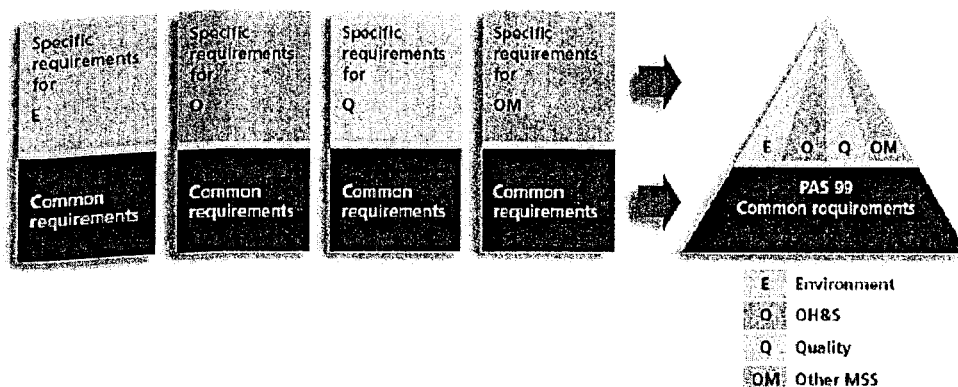 Specific
requirements
for
E
Common
requirements
Specific
requirements
for
O
Common
requirements
Specific
requirements
for
Q
Common
requirements
Specific
requirements
for
OM
Common
requirements
E O Q OM
PAS 99
Common requirements
E Environment
O OH&S
Q Quality
OM Other MSS